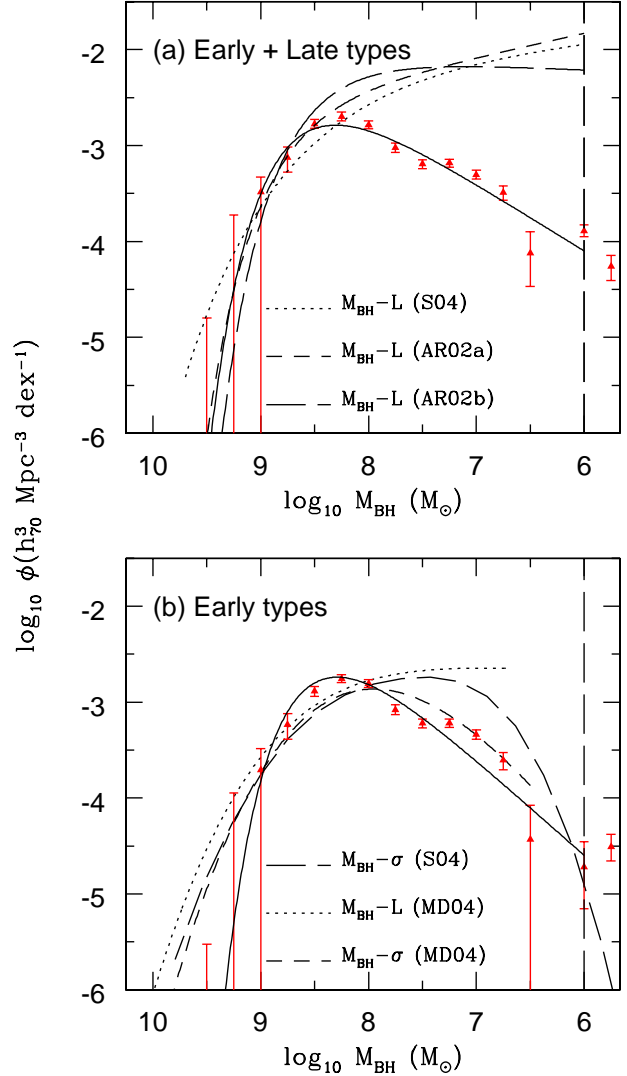 (a) Early + Late types
-2
-3
-4
-5
-6
M_BH-L (S04)
M_BH-L (AR02a)
M_BH-L (AR02b)
10 9 8 7 6
log₁₀ M_BH (M_⊙)
log₁₀ ϕ(h³₇₀ Mpc⁻³ dex⁻¹)
(b) Early types
-2
-3
-4
-5
-6
M_BH-σ (S04)
M_BH-L (MD04)
M_BH-σ (MD04)
10 9 8 7 6
log₁₀ M_BH (M_⊙)